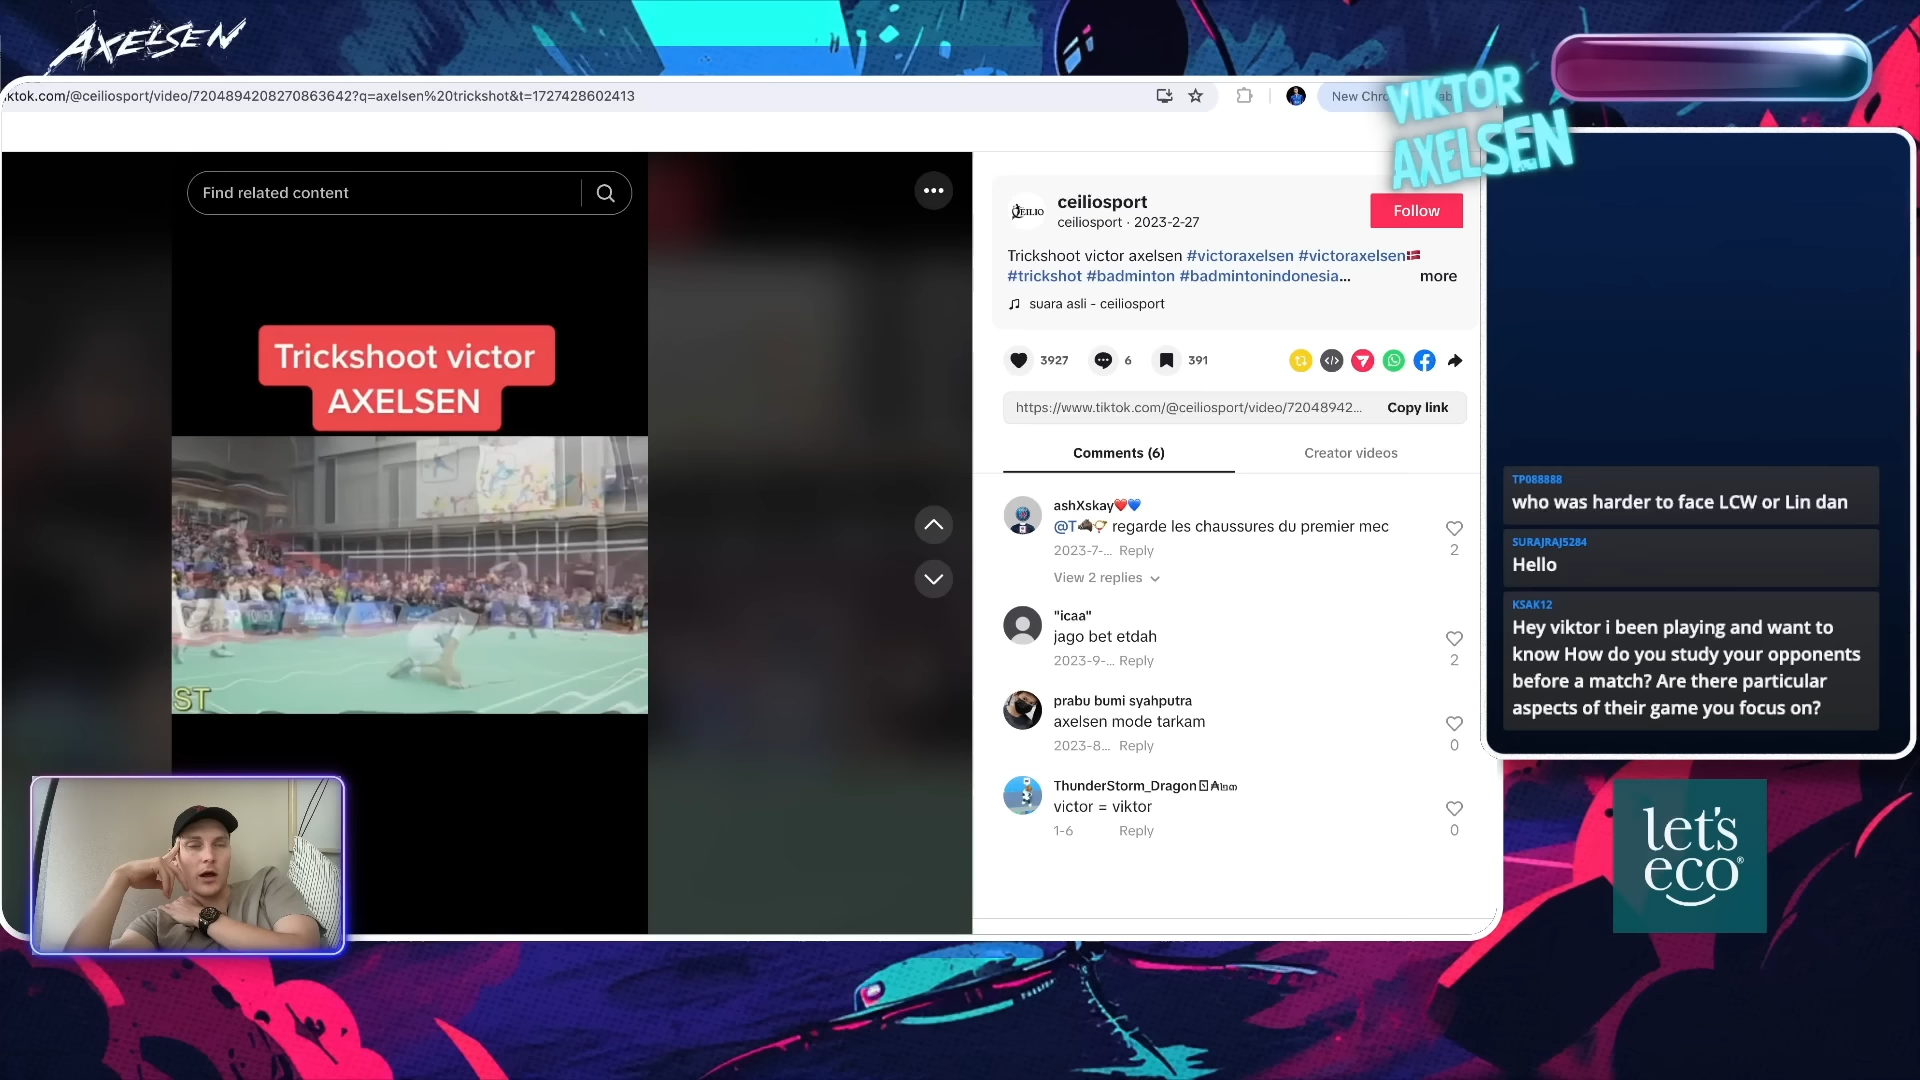 AXELSEN
ktok.com/@ceiliosport/video/7204894208270863642?q=axelsen%20trickshot&t=1727428602413
New Chro
VIKTOR
AXELSEN
Find related content
Trickshoot victor
AXELSEN
ST
CEILIO
ceiliosport
ceiliosport · 2023-2-27
Follow
Trickshoot victor axelsen #victoraxelsen #victoraxelsen🇩🇰
#trickshot #badminton #badmintonindonesia...
more
suara asli - ceiliosport
3927
6
391
https://www.tiktok.com/@ceiliosport/video/72048942...
Copy link
Comments (6)
Creator videos
ashXskay❤️💙
@T🐗📯 regarde les chaussures du premier mec
2023-7-... Reply
2
View 2 replies
"icaa"
jago bet etdah
2023-9-... Reply
2
prabu bumi syahputra
axelsen mode tarkam
2023-8... Reply
0
ThunderStorm_Dragon
victor = viktor
1-6 Reply
0
TP088888
who was harder to face LCW or Lin dan
SURAJRAJ5284
Hello
KSAK12
Hey viktor i been playing and want to
know How do you study your opponents
before a match? Are there particular
aspects of their game you focus on?
let's
eco®